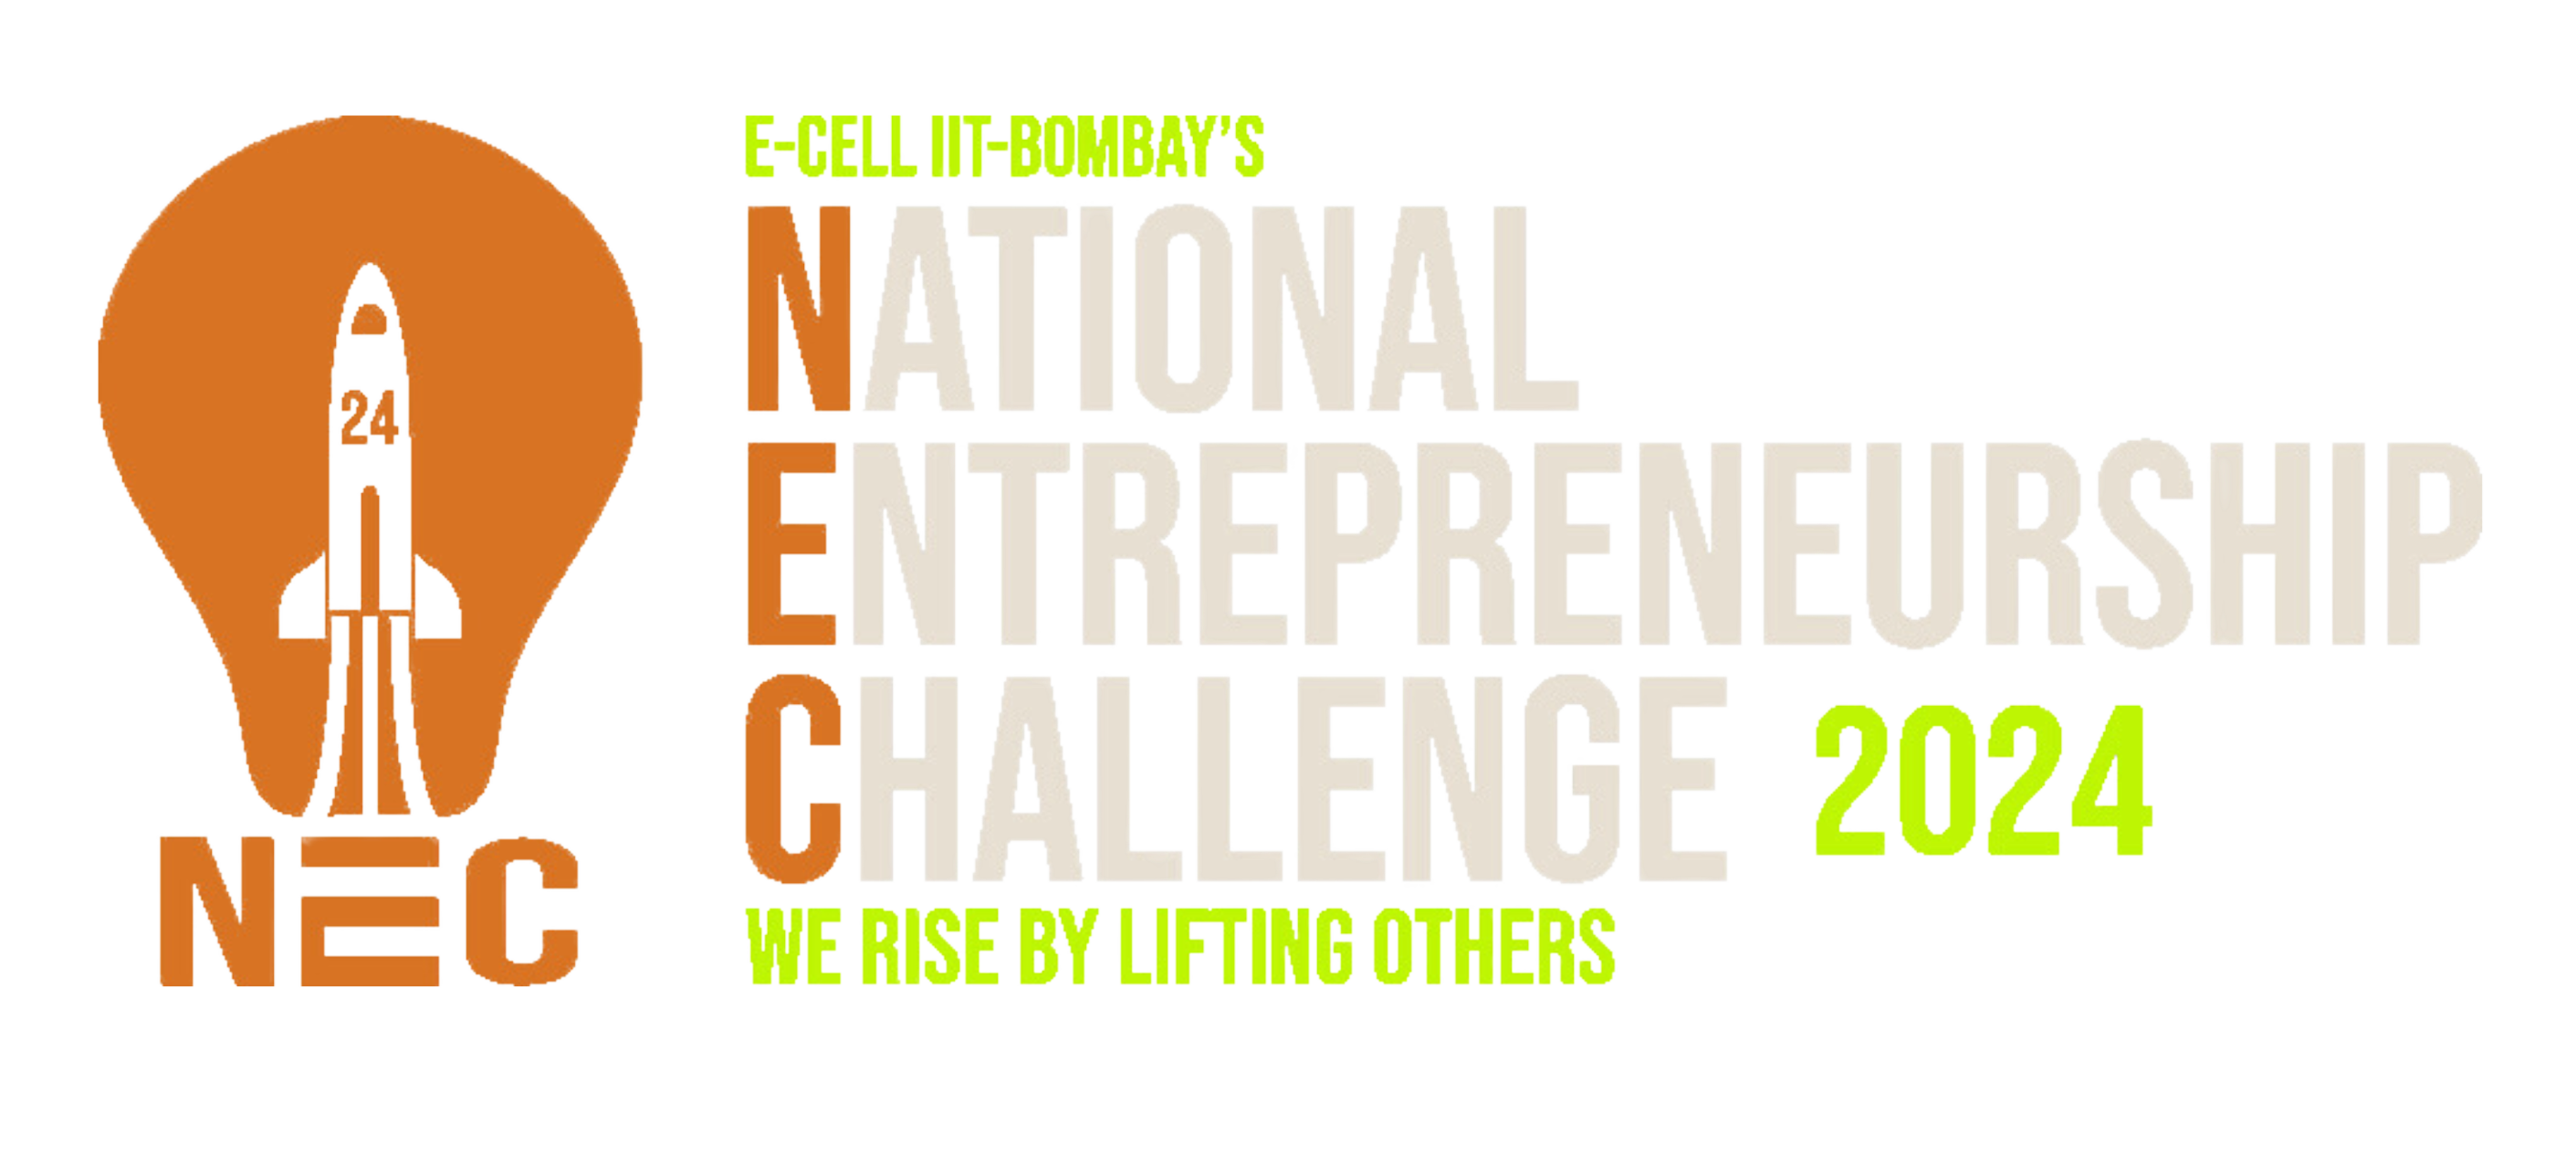 24
NEC
E-CELL IIT-BOMBAY'S
NATIONAL
ENTREPRENEURSHIP
CHALLENGE 2024
WE RISE BY LIFTING OTHERS